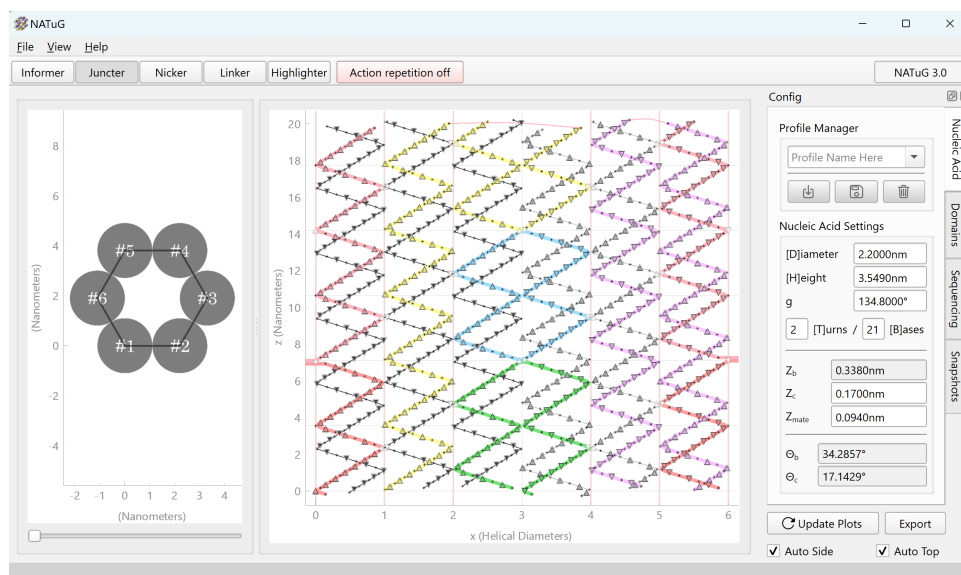 NATuG
File View Help
Informer Juncter Nicker Linker Highlighter Action repetition off NATuG 3.0
8
6
4
2
0
-2
-4
(Nanometers)
#5 #4
#6 #3
#1 #2
-2 -1 0 1 2 3 4
(Nanometers)
20
18
16
14
12
10
8
6
4
2
0
z (Nanometers)
0 1 2 3 4 5 6
x (Helical Diameters)
Config
Profile Manager
Profile Name Here
Nucleic Acid Settings
[D]iameter 2.2000nm
[H]eight 3.5490nm
g 134.8000°
2 [T]urns / 21 [B]ases
Zb 0.3380nm
Zc 0.1700nm
Zmate 0.0940nm
Θb 34.2857°
Θc 17.1429°
Update Plots Export
Auto Side Auto Top
Nucleic Acid
Domains
Sequencing
Snapshots